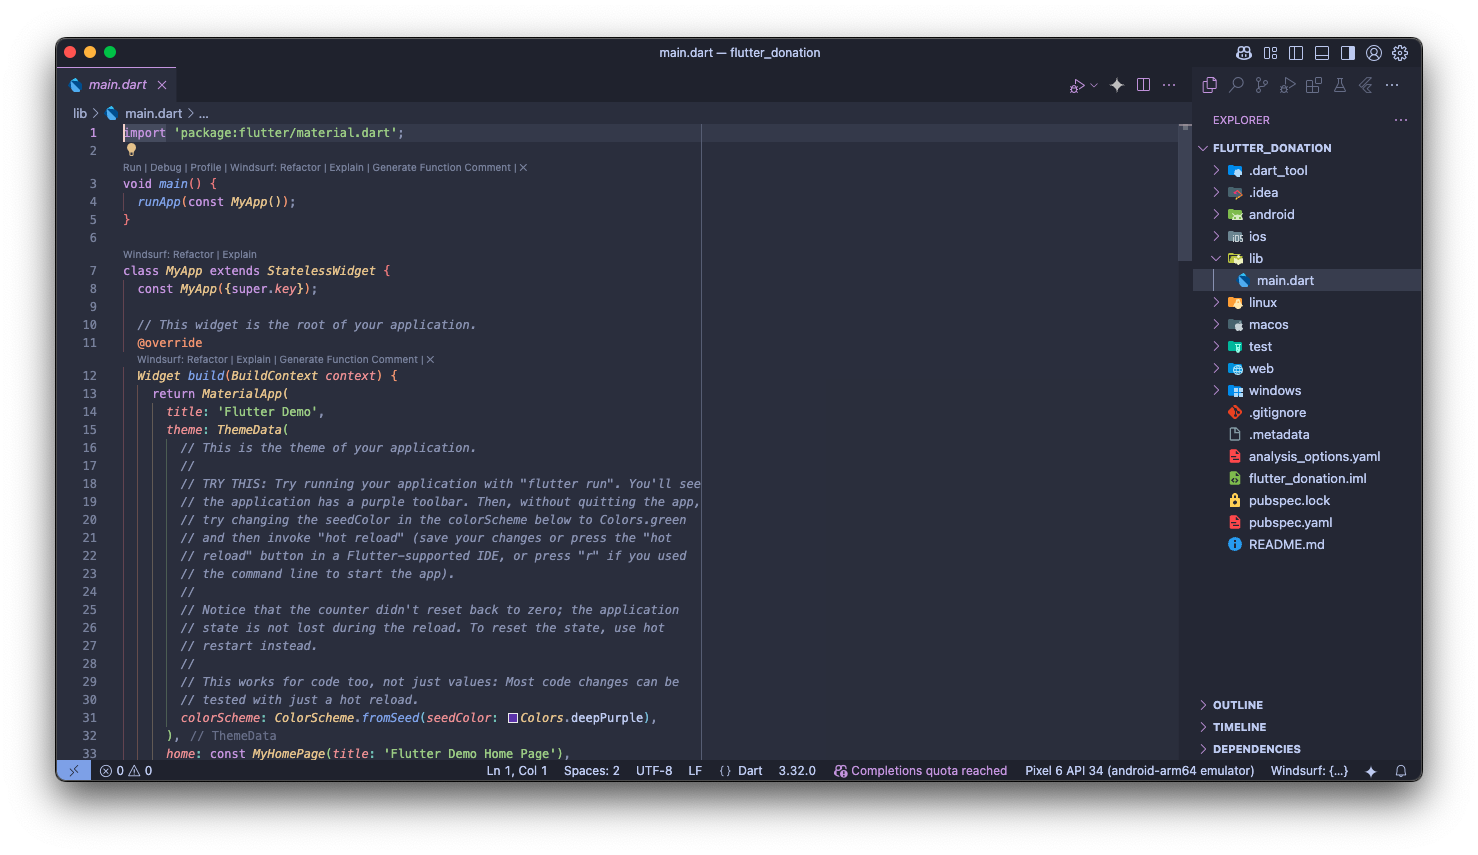 main.dart — flutter_donation
main.dart
lib > main.dart > ...
1 import 'package:flutter/material.dart';
2
Run | Debug | Profile | Windsurf: Refactor | Explain | Generate Function Comment | ×
3 void main() {
4 runApp(const MyApp());
5 }
6
Windsurf: Refactor | Explain
7 class MyApp extends StatelessWidget {
8 const MyApp({super.key});
9
10 // This widget is the root of your application.
11 @override
Windsurf: Refactor | Explain | Generate Function Comment | ×
12 Widget build(BuildContext context) {
13 return MaterialApp(
14 title: 'Flutter Demo',
15 theme: ThemeData(
16 // This is the theme of your application.
17 //
18 // TRY THIS: Try running your application with "flutter run". You'll see
19 // the application has a purple toolbar. Then, without quitting the app,
20 // try changing the seedColor in the colorScheme below to Colors.green
21 // and then invoke "hot reload" (save your changes or press the "hot
22 // reload" button in a Flutter-supported IDE, or press "r" if you used
23 // the command line to start the app).
24 //
25 // Notice that the counter didn't reset back to zero; the application
26 // state is not lost during the reload. To reset the state, use hot
27 // restart instead.
28 //
29 // This works for code too, not just values: Most code changes can be
30 // tested with just a hot reload.
31 colorScheme: ColorScheme.fromSeed(seedColor: Colors.deepPurple),
32 ), // ThemeData
33 home: const MyHomePage(title: 'Flutter Demo Home Page'),
EXPLORER
FLUTTER_DONATION
.dart_tool
.idea
android
ios
lib
main.dart
linux
macos
test
web
windows
.gitignore
.metadata
analysis_options.yaml
flutter_donation.iml
pubspec.lock
pubspec.yaml
README.md
OUTLINE
TIMELINE
DEPENDENCIES
0 0 Ln 1, Col 1 Spaces: 2 UTF-8 LF {} Dart 3.32.0 Completions quota reached Pixel 6 API 34 (android-arm64 emulator) Windsurf: {...}